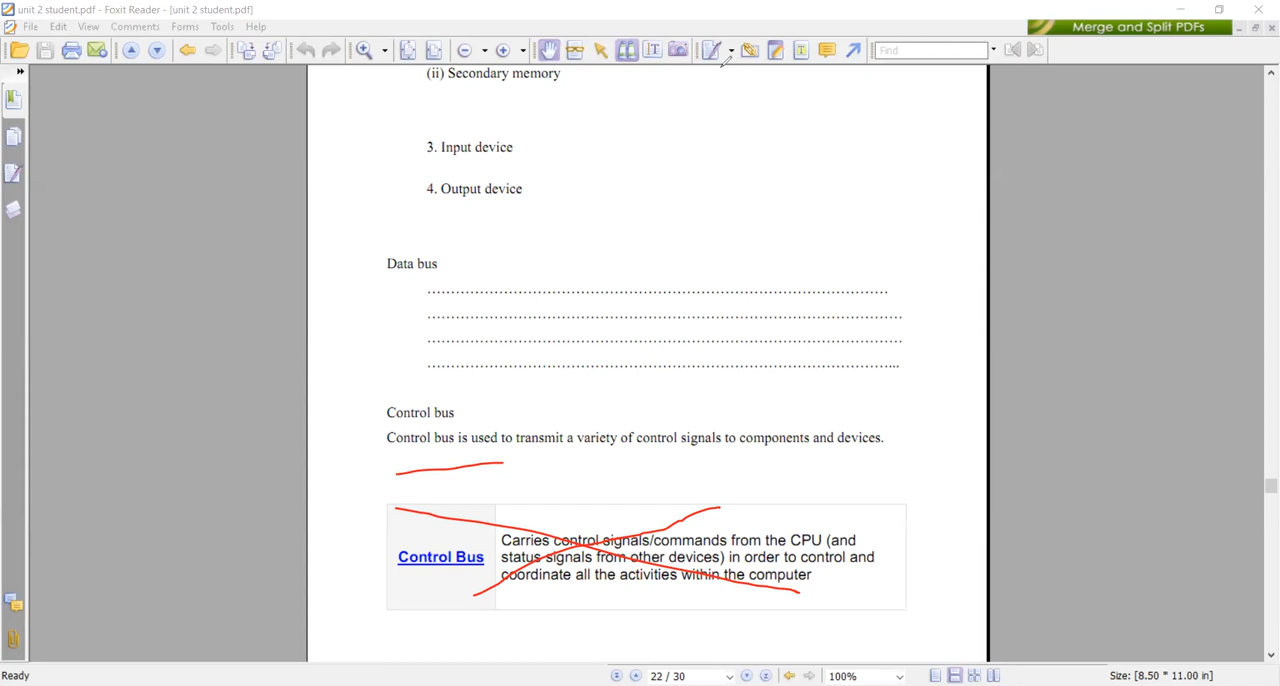 unit 2 student.pdf - Foxit Reader - [unit 2 student.pdf]
File Edit View Comments Forms Tools Help
Merge and Split PDFs
Find
(ii) Secondary memory
3. Input device
4. Output device
Data bus
……………………………………………………………………………………
………………………………………………………………………………………
………………………………………………………………………………………
……………………………………………………………………………………...
Control bus
Control bus is used to transmit a variety of control signals to components and devices.
Control Bus
Carries control signals/commands from the CPU (and
status signals from other devices) in order to control and
coordinate all the activities within the computer
Ready
22 / 30
100%
Size: [8.50 * 11.00 in]